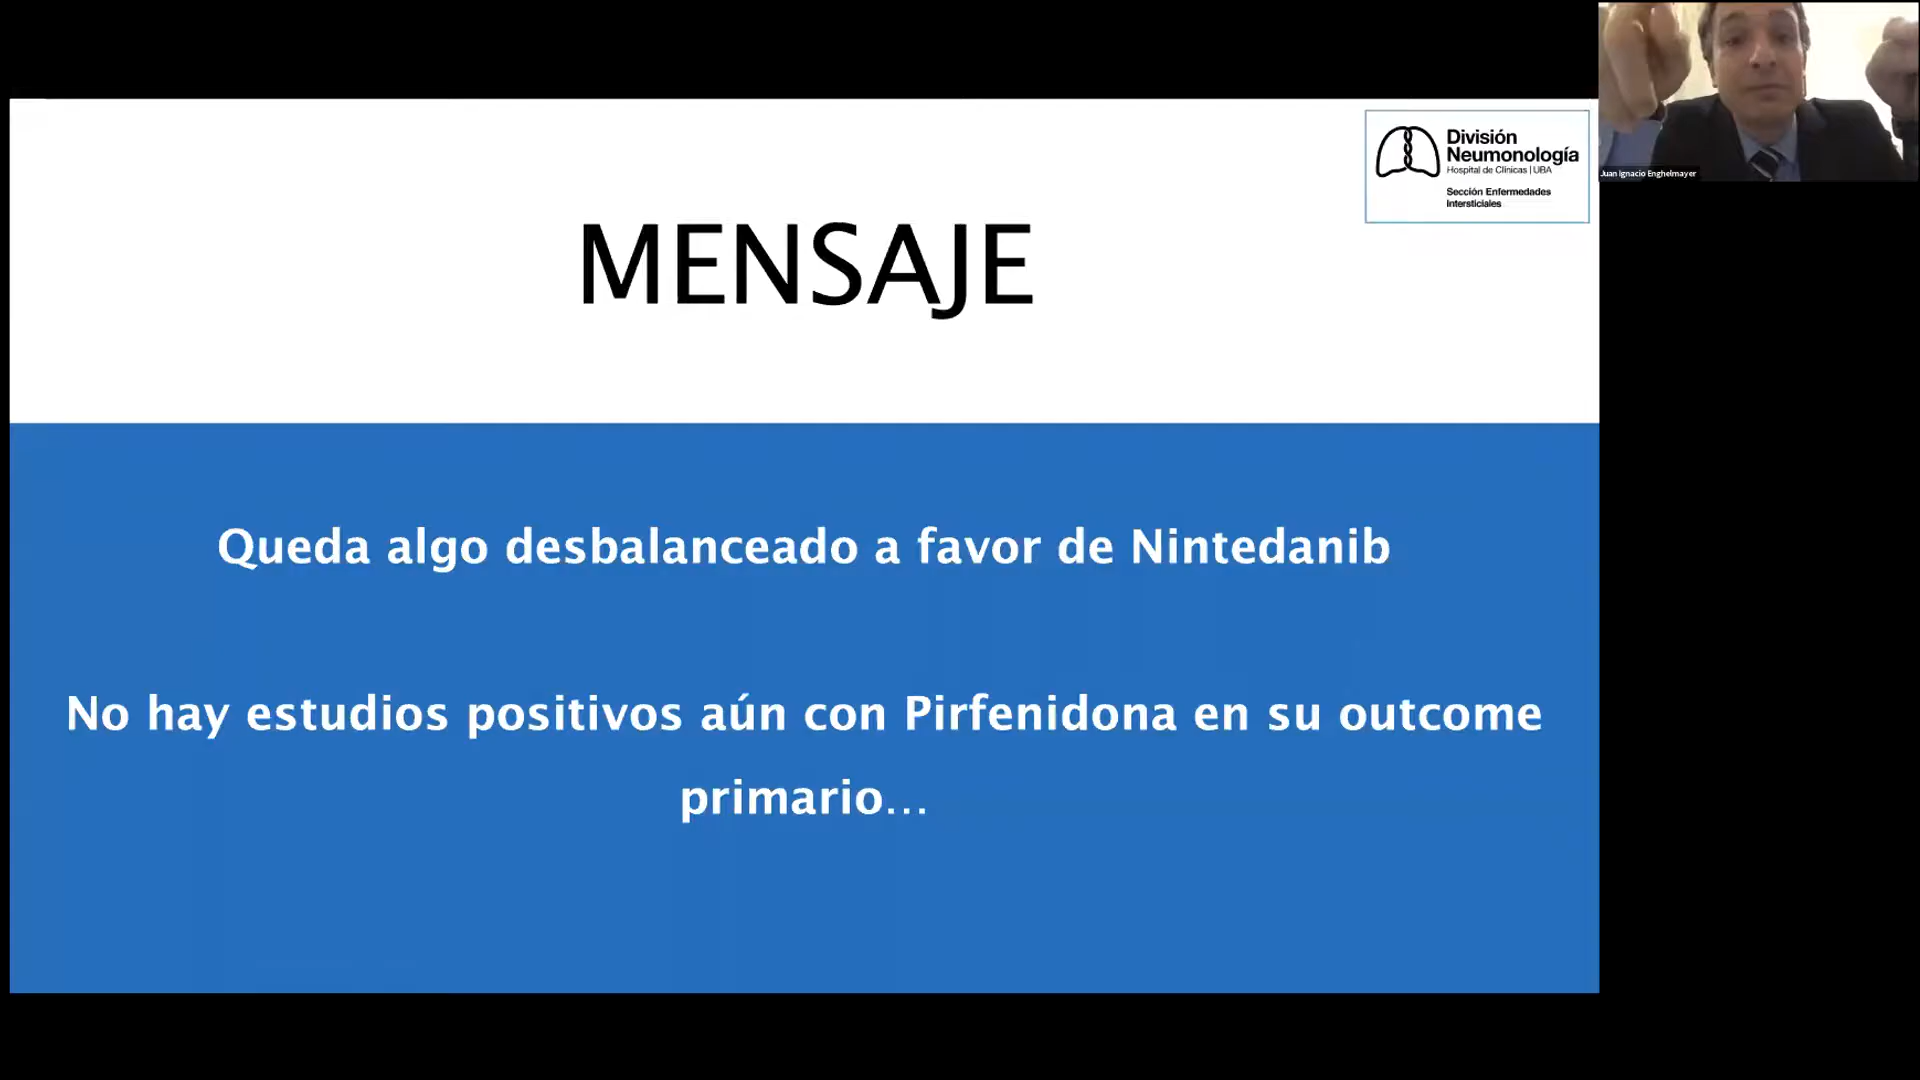 División
Neumonología
Hospital de Clínicas | UBA
Sección Enfermedades
Intersticiales
Juan Ignacio Enghelmayer
MENSAJE
Queda algo desbalanceado a favor de Nintedanib
No hay estudios positivos aún con Pirfenidona en su outcome
primario...